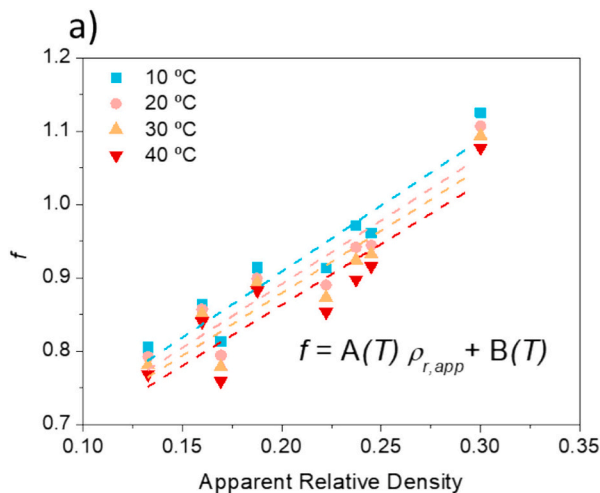 a)
1.2
1.1
1.0
0.9
0.8
0.7
f
10 ºC
20 ºC
30 ºC
40 ºC
f = A(T) ρr,app + B(T)
0.10
0.15
0.20
0.25
0.30
0.35
Apparent Relative Density